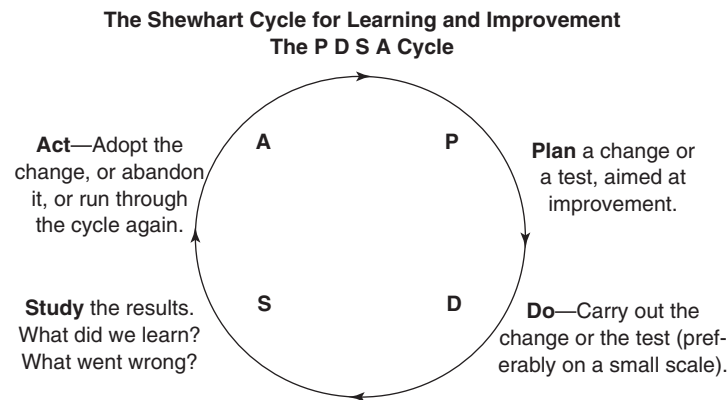 The Shewhart Cycle for Learning and Improvement
The P D S A Cycle
A
P
Act—Adopt the
change, or abandon
it, or run through
the cycle again.
Plan a change or
a test, aimed at
improvement.
S
D
Study the results.
What did we learn?
What went wrong?
Do—Carry out the
change or the test (pref-
erably on a small scale).